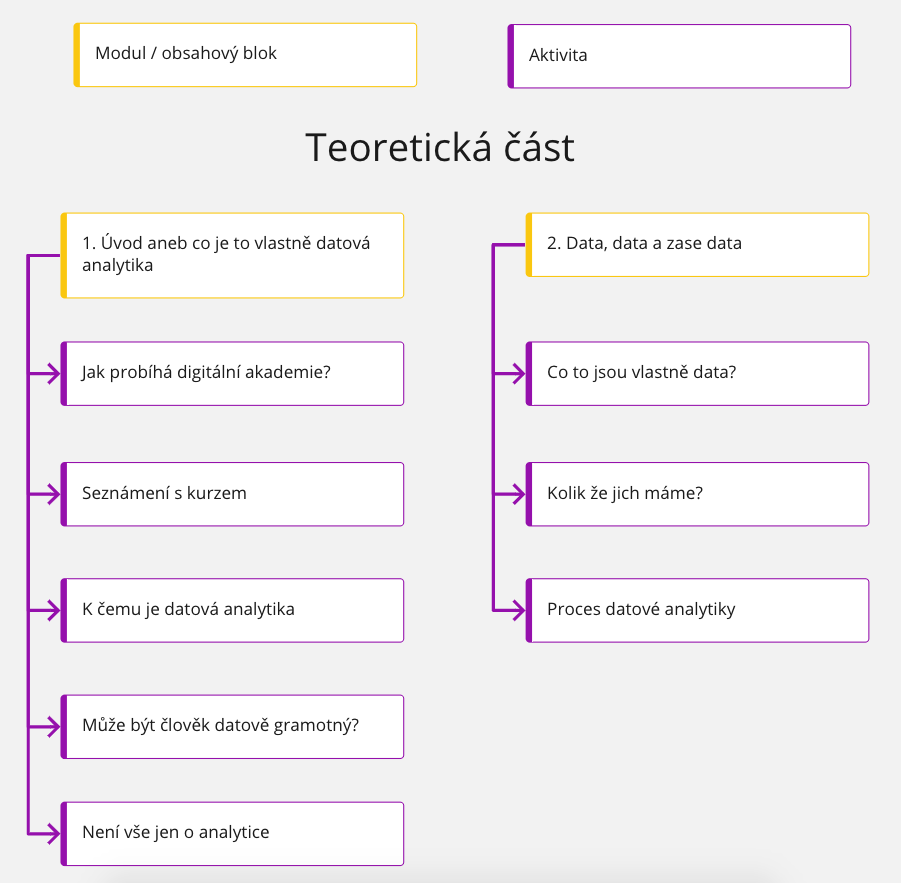 Modul / obsahový blok
Aktivita
Teoretická část
1. Úvod aneb co je to vlastně datová
analytika
Jak probíhá digitální akademie?
Seznámení s kurzem
K čemu je datová analytika
Může být člověk datově gramotný?
Není vše jen o analytice
2. Data, data a zase data
Co to jsou vlastně data?
Kolik že jich máme?
Proces datové analytiky